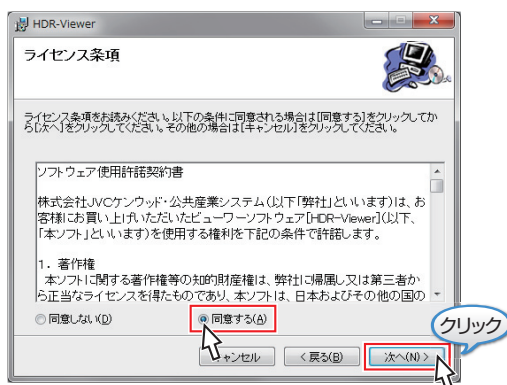 HDR-Viewer
ライセンス条項
ライセンス条項をお読みください。以下の条件に同意される場合は[同意する]をクリックしてか
ら[次へ]をクリックしてください。その他の場合は[キャンセル]をクリックしてください。
ソフトウェア使用許諾契約書
株式会社JVCケンウッド・公共産業システム(以下「弊社」といいます)は、お
客様にお買い上げいただいたビューワーソフトウェア[HDR-Viewer](以下、
「本ソフト」といいます)を使用する権利を下記の条件で許諾します。
1. 著作権
本ソフトに関する著作権等の知的財産権は、弊社に帰属し又は第三者か
ら正当なライセンスを得たものであり、本ソフトは、日本およびその他の国の
同意しない(D)
同意する(A)
クリック
キャンセル
< 戻る(B)
次へ(N) >